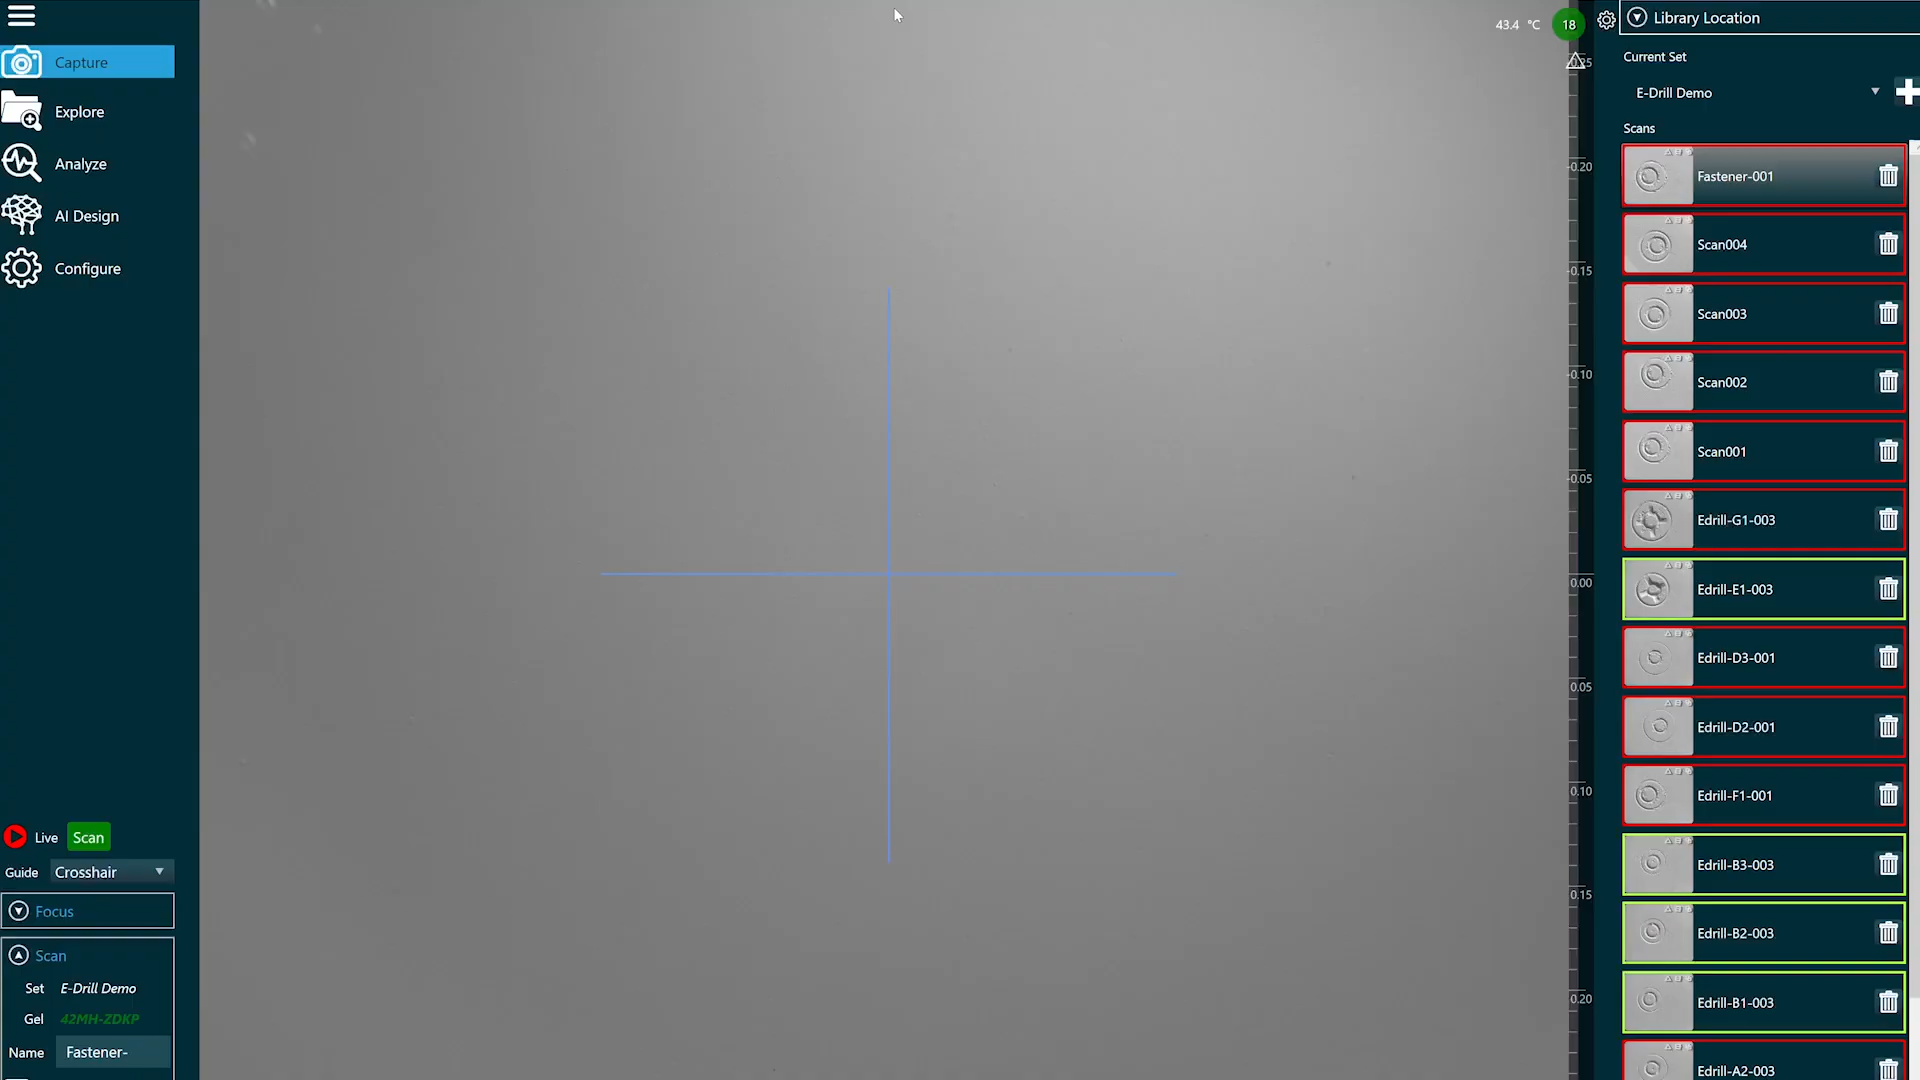 Capture
Explore
Analyze
AI Design
Configure
Live Scan
Guide Crosshair
Focus
Scan
Set E-Drill Demo
Gel 42MH-ZDKP
Name Fastener-
43.4 °C 18
-0.20
-0.15
-0.10
-0.05
0.00
0.05
0.10
0.15
0.20
Library Location
Current Set
E-Drill Demo
Scans
Fastener-001
Scan004
Scan003
Scan002
Scan001
Edrill-G1-003
Edrill-E1-003
Edrill-D3-001
Edrill-D2-001
Edrill-F1-001
Edrill-B3-003
Edrill-B2-003
Edrill-B1-003
Edrill-A2-003